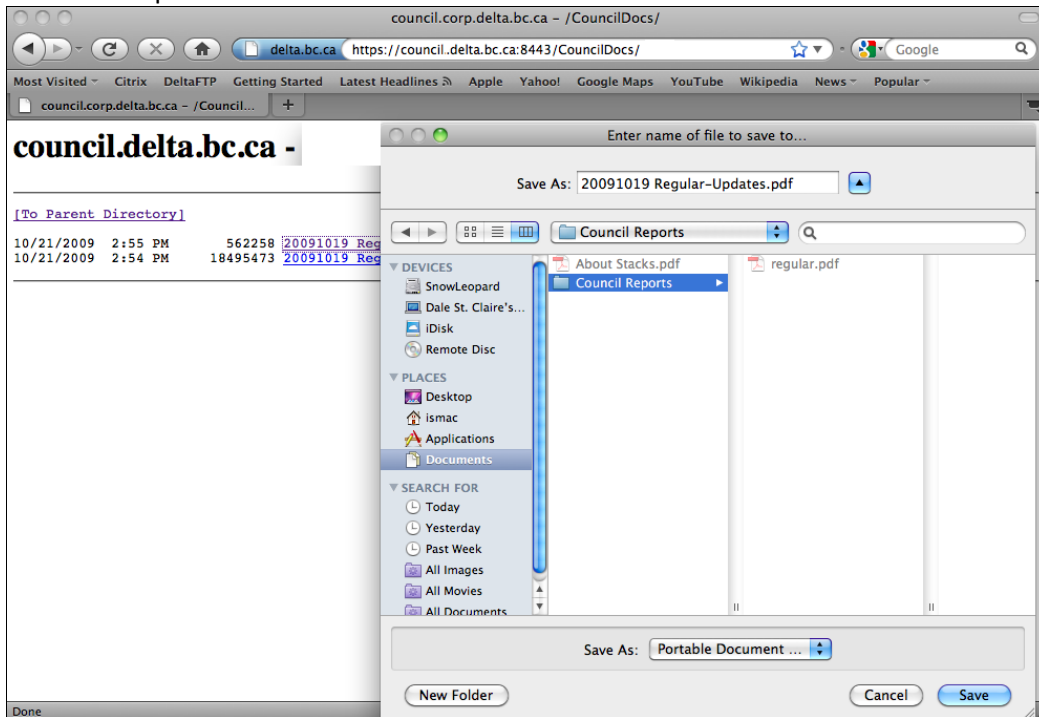 council.corp.delta.bc.ca – /CouncilDocs/
delta.bc.ca https://council.delta.bc.ca:8443/CouncilDocs/ Google
Most Visited Citrix DeltaFTP Getting Started Latest Headlines Apple Yahoo! Google Maps YouTube Wikipedia News Popular
council.corp.delta.bc.ca – /Council... +
council.delta.bc.ca -
[To Parent Directory]
10/21/2009 2:55 PM 562258 20091019 Reg
10/21/2009 2:54 PM 18495473 20091019 Reg
Enter name of file to save to...
Save As: 20091019 Regular-Updates.pdf
Council Reports
DEVICES
SnowLeopard
Dale St. Claire's...
iDisk
Remote Disc
PLACES
Desktop
ismac
Applications
Documents
SEARCH FOR
Today
Yesterday
Past Week
All Images
All Movies
All Documents
About Stacks.pdf
Council Reports
regular.pdf
Save As: Portable Document ...
New Folder Cancel Save
Done